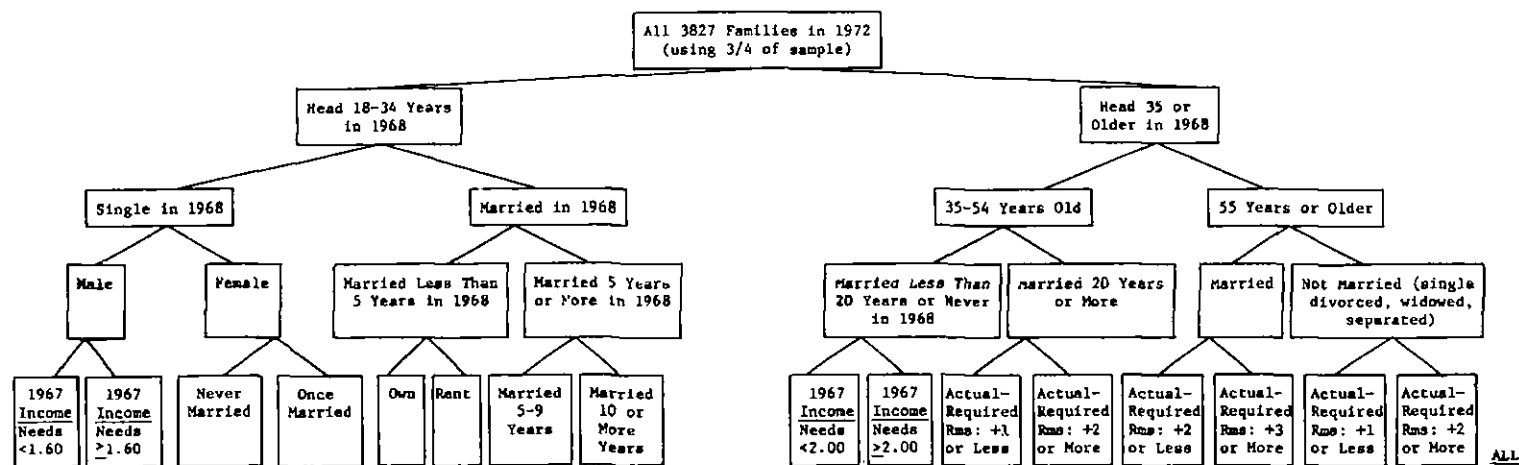 All 3827 Families in 1972
(using 3/4 of sample)
Head 18-34 Years
in 1968
Head 35 or
Older in 1968
Single in 1968
Married in 1968
35-54 Years Old
55 Years or Older
Male
Female
Married Less Than
5 Years in 1968
Married 5 Years
or More in 1968
Married Less Than
20 Years or Never
in 1968
Married 20 Years
or More
Married
Not Married (single
divorced, widowed,
separated)
1967
Income
Needs
<1.60
1967
Income
Needs
≥1.60
Never
Married
Once
Married
Own
Rent
Married
5-9
Years
Married
10 or
More
Years
1967
Income
Needs
<2.00
1967
Income
Needs
≥2.00
Actual-
Required
Rms: +1
or Less
Actual-
Required
Rms: +2
or More
Actual-
Required
Rms: +2
or Less
Actual-
Required
Rms: +3
or More
Actual-
Required
Rms: +1
or Less
Actual-
Required
Rms: +2
or More
ALL